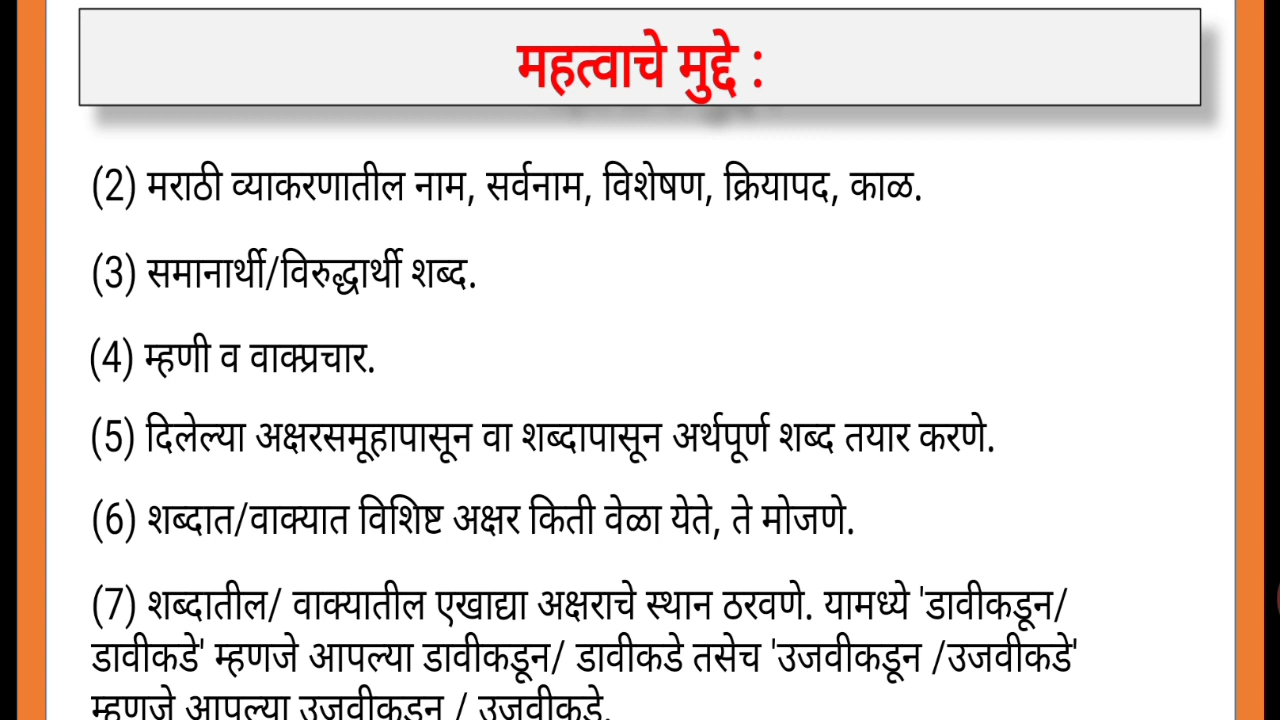 महत्वाचे मुद्दे :
(2) मराठी व्याकरणातील नाम, सर्वनाम, विशेषण, क्रियापद, काळ.
(3) समानार्थी/विरुद्धार्थी शब्द.
(4) म्हणी व वाक्प्रचार.
(5) दिलेल्या अक्षरसमूहापासून वा शब्दापासून अर्थपूर्ण शब्द तयार करणे.
(6) शब्दात/वाक्यात विशिष्ट अक्षर किती वेळा येते, ते मोजणे.
(7) शब्दातील/ वाक्यातील एखाद्या अक्षराचे स्थान ठरवणे. यामध्ये 'डावीकडून/
डावीकडे' म्हणजे आपल्या डावीकडून/ डावीकडे तसेच 'उजवीकडून /उजवीकडे'
म्हणजे आपल्या उजवीकडून / उजवीकडे.